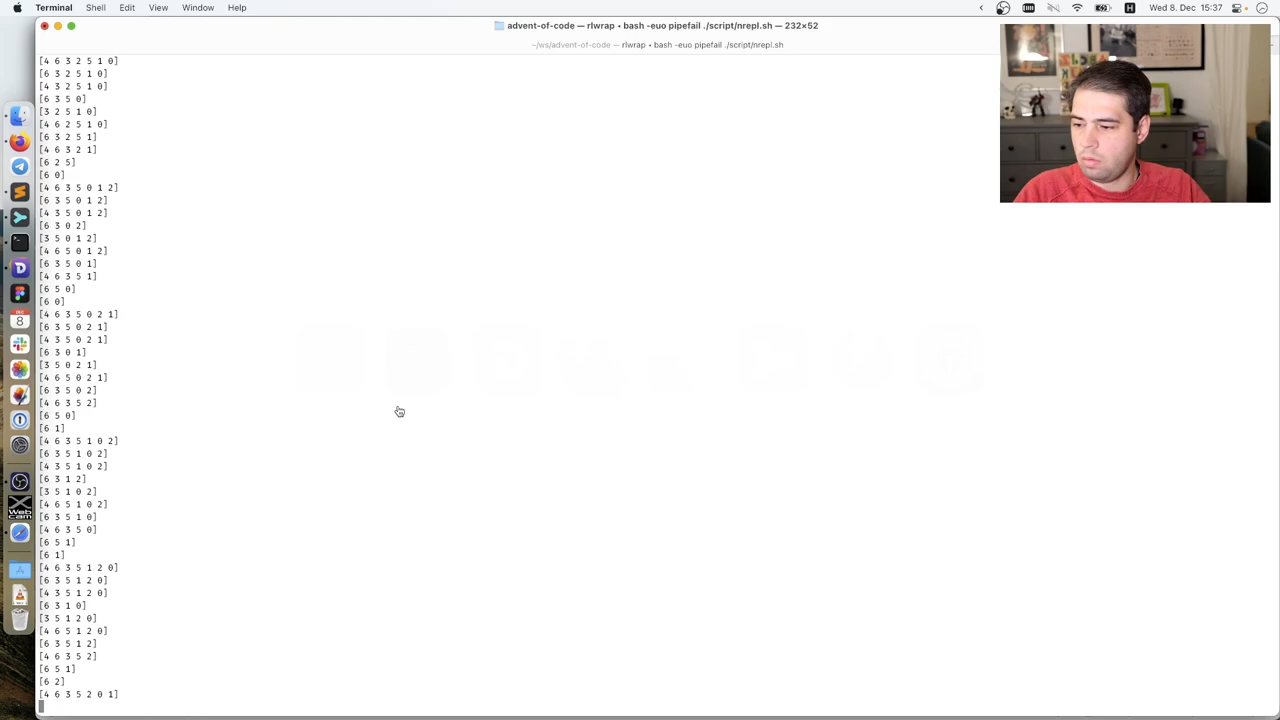 Terminal Shell Edit View Window Help
Wed 8. Dec 15:37
advent-of-code — rlwrap • bash -euo pipefail ./script/nrepl.sh — 232×52
~/ws/advent-of-code — rlwrap • bash -euo pipefail ./script/nrepl.sh
[4 6 3 2 5 1 0]
[6 3 2 5 1 0]
[4 3 2 5 1 0]
[6 3 5 0]
[3 2 5 1 0]
[4 6 2 5 1 0]
[6 3 2 5 1]
[4 6 3 2 1]
[6 2 5]
[6 0]
[4 6 3 5 0 1 2]
[6 3 5 0 1 2]
[4 3 5 0 1 2]
[6 3 0 2]
[3 5 0 1 2]
[4 6 5 0 1 2]
[6 3 5 0 1]
[4 6 3 5 1]
[6 5 0]
[6 0]
[4 6 3 5 0 2 1]
[6 3 5 0 2 1]
[4 3 5 0 2 1]
[6 3 0 1]
[3 5 0 2 1]
[4 6 5 0 2 1]
[6 3 5 0 2]
[4 6 3 5 2]
[6 5 0]
[6 1]
[4 6 3 5 1 0 2]
[6 3 5 1 0 2]
[4 3 5 1 0 2]
[6 3 1 2]
[3 5 1 0 2]
[4 6 5 1 0 2]
[6 3 5 1 0]
[4 6 3 5 0]
[6 5 1]
[6 1]
[4 6 3 5 1 2 0]
[6 3 5 1 2 0]
[4 3 5 1 2 0]
[6 3 1 0]
[3 5 1 2 0]
[4 6 5 1 2 0]
[6 3 5 1 2]
[4 6 3 5 2]
[6 5 1]
[6 2]
[4 6 3 5 2 0 1]
DEC
8
X
Webcam